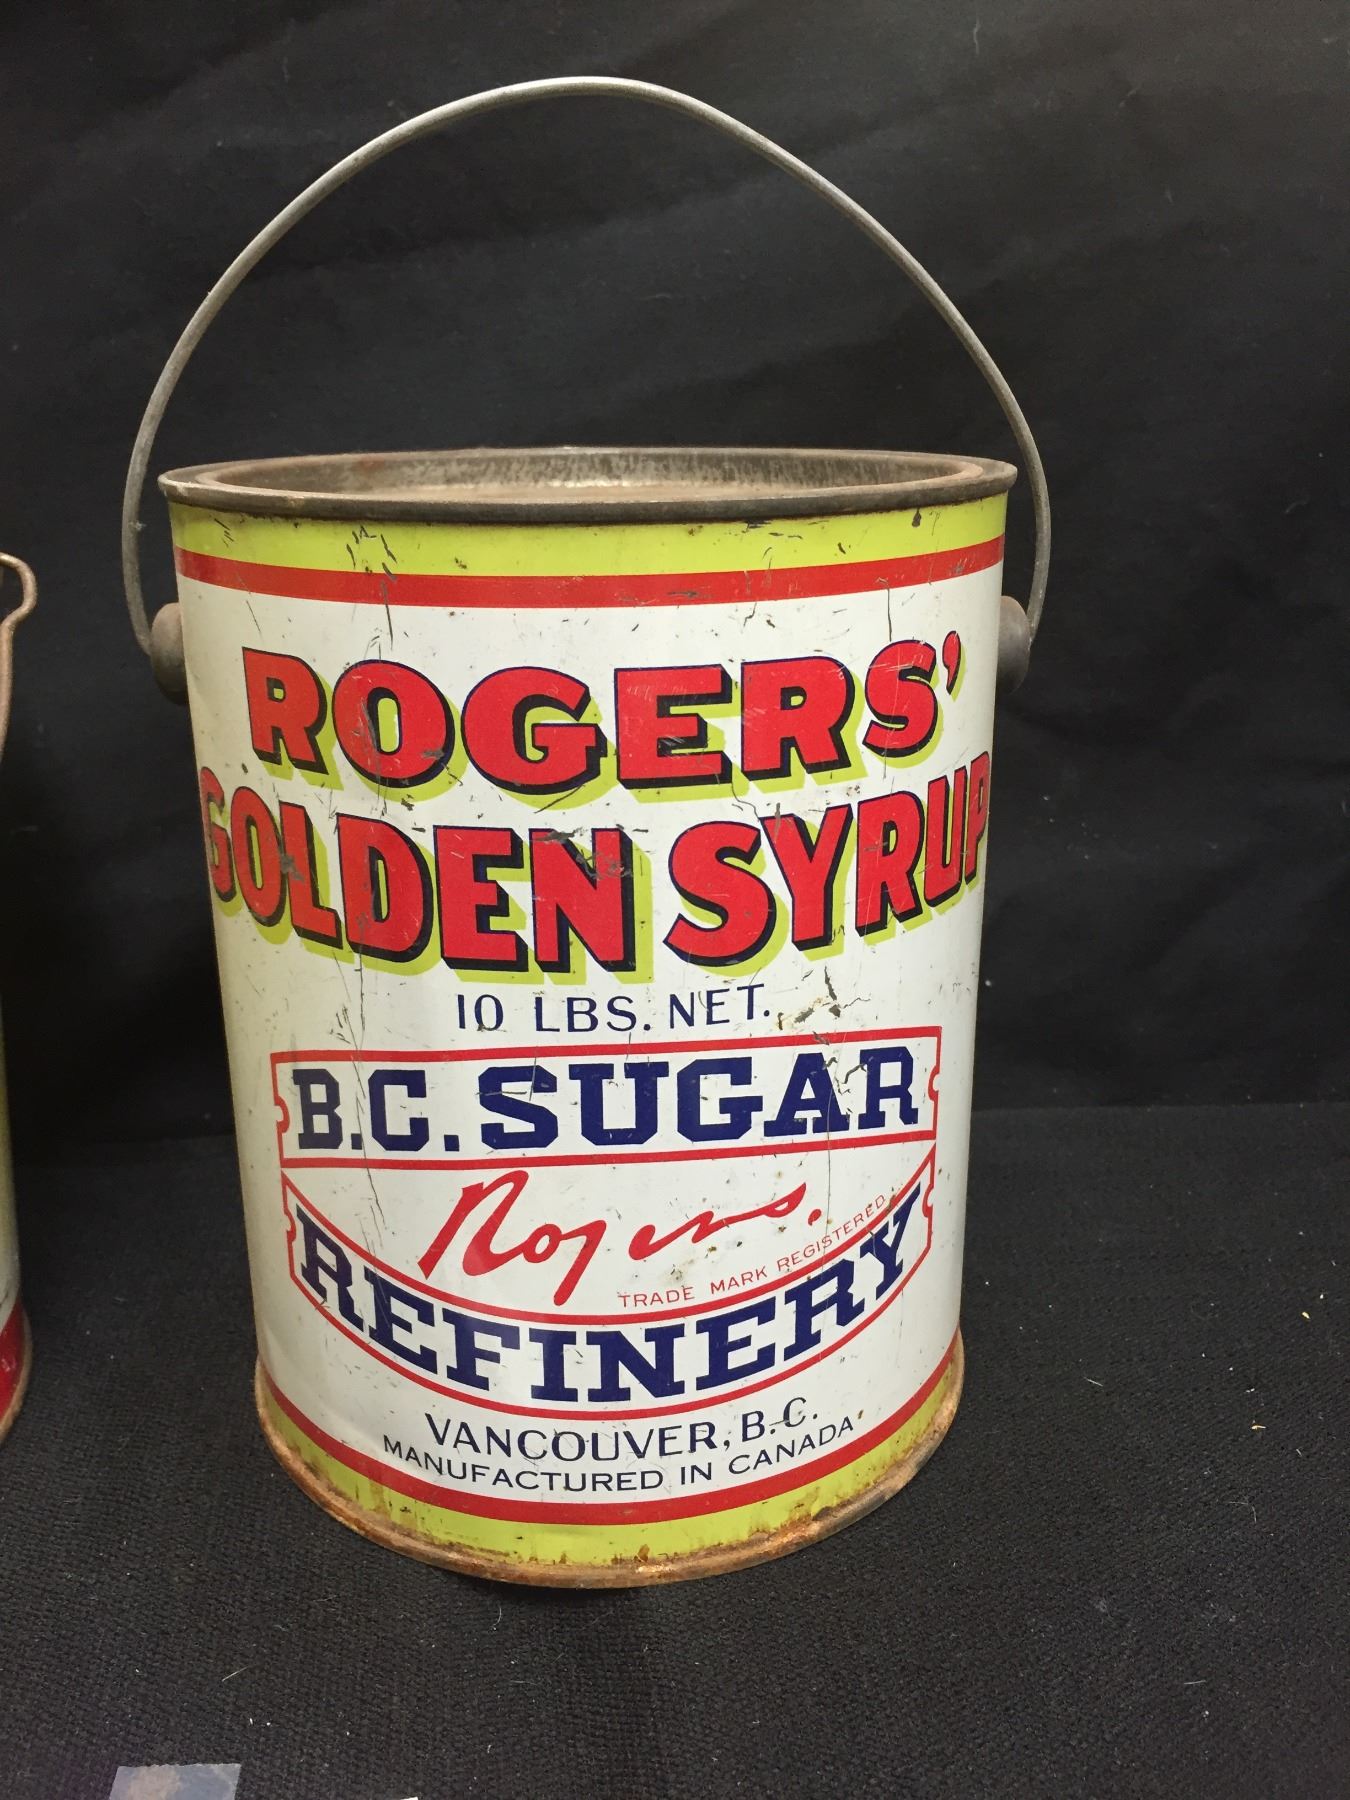 ROGERS'
GOLDEN SYRUP
10 LBS. NET.
B.C. SUGAR
Rogers.
TRADE MARK REGISTERED
REFINERY
VANCOUVER, B.C.
MANUFACTURED IN CANADA